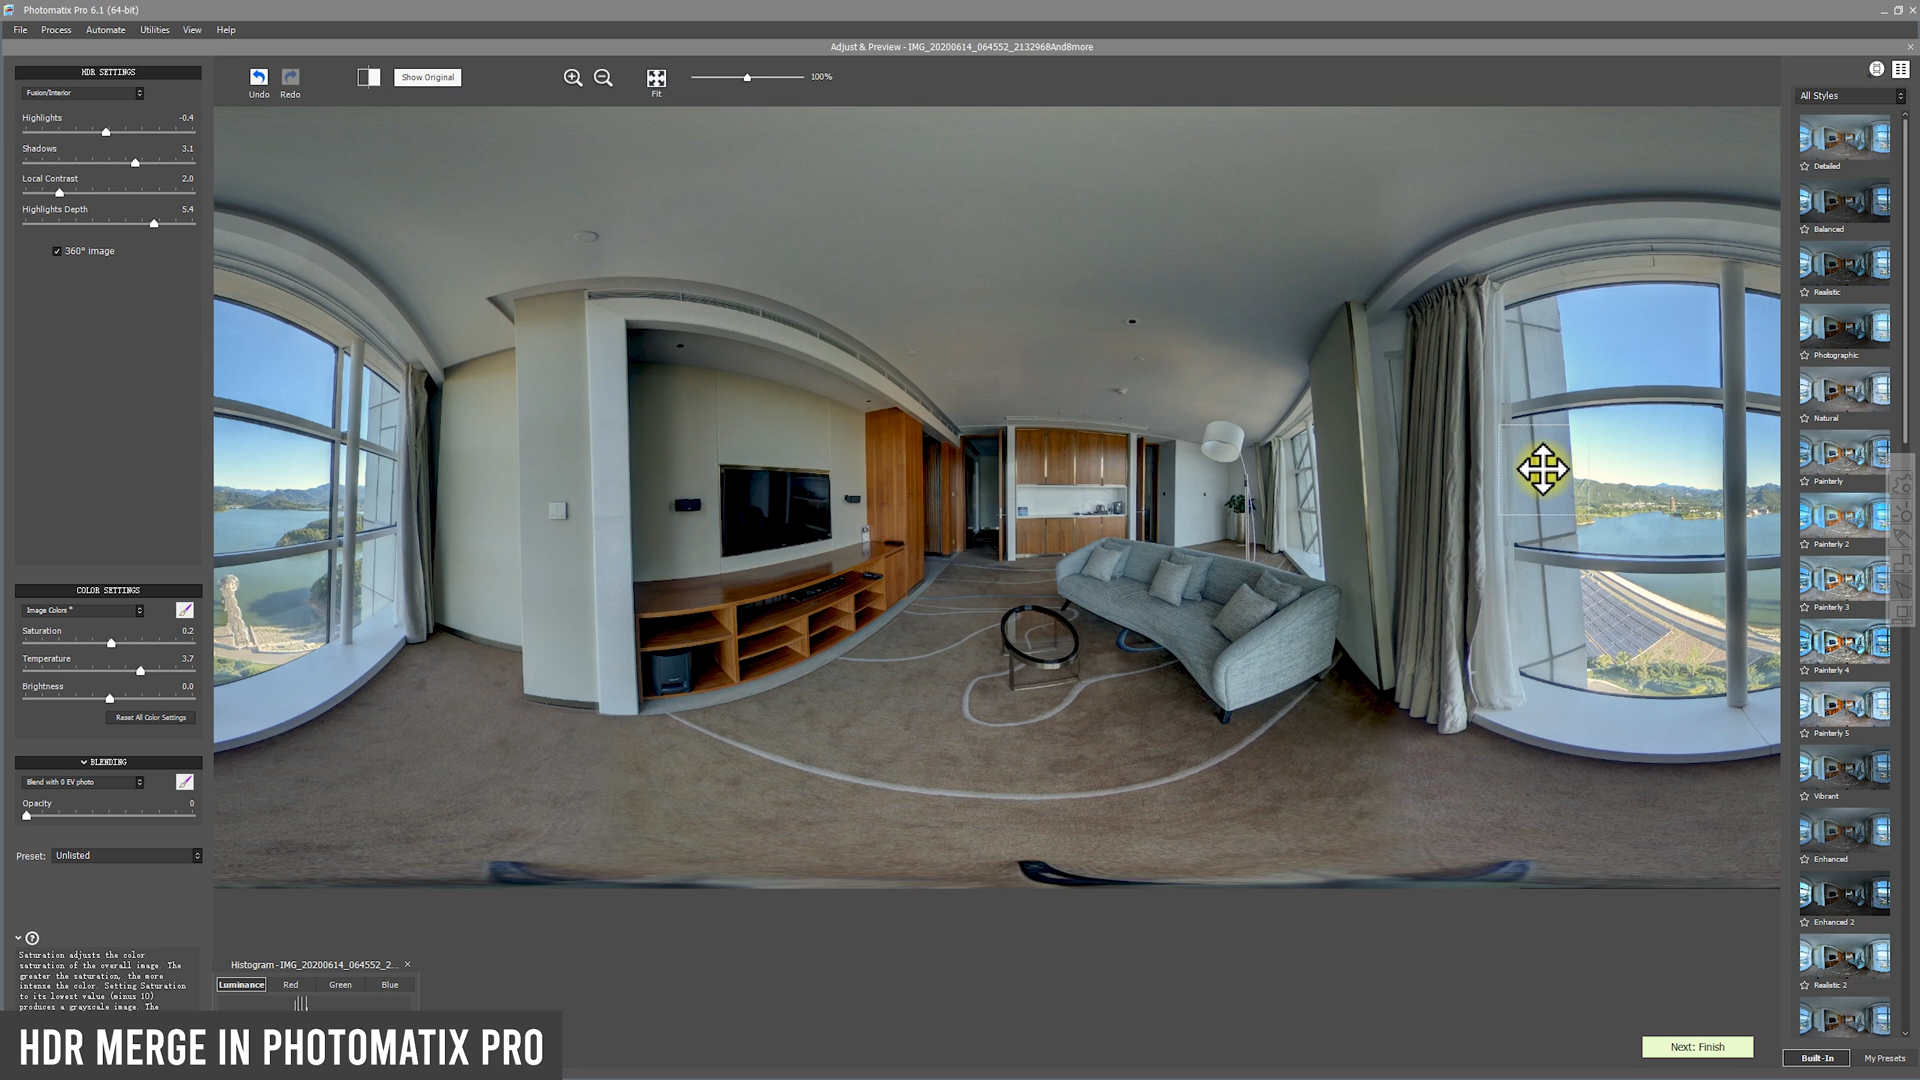 Photomatix Pro 6.1 (64-bit)
File Process Automate Utilities View Help
Adjust & Preview - IMG_20200614_064552_2132968And8more
HDR SETTINGS
Fusion/Interior
Highlights -0.4
Shadows 3.1
Local Contrast 2.0
Highlights Depth 5.4
360° image
Undo Redo
Show Original
Fit
100%
COLOR SETTINGS
Image Colors *
Saturation 0.2
Temperature 3.7
Brightness 0.0
Reset All Color Settings
BLENDING
Blend with 0 EV photo
Opacity 0
Preset: Unlisted
Saturation adjusts the color
saturation of the overall image. The
greater the saturation, the more
intense the color. Setting Saturation
to its lowest value (minus 10)
produces a grayscale image. The
Histogram - IMG_20200614_064552_2...
Luminance Red Green Blue
HDR MERGE IN PHOTOMATIX PRO
All Styles
Detailed
Balanced
Realistic
Photographic
Natural
Painterly
Painterly 2
Painterly 3
Painterly 4
Painterly 5
Vibrant
Enhanced
Enhanced 2
Realistic 2
Next: Finish
Built-In My Presets